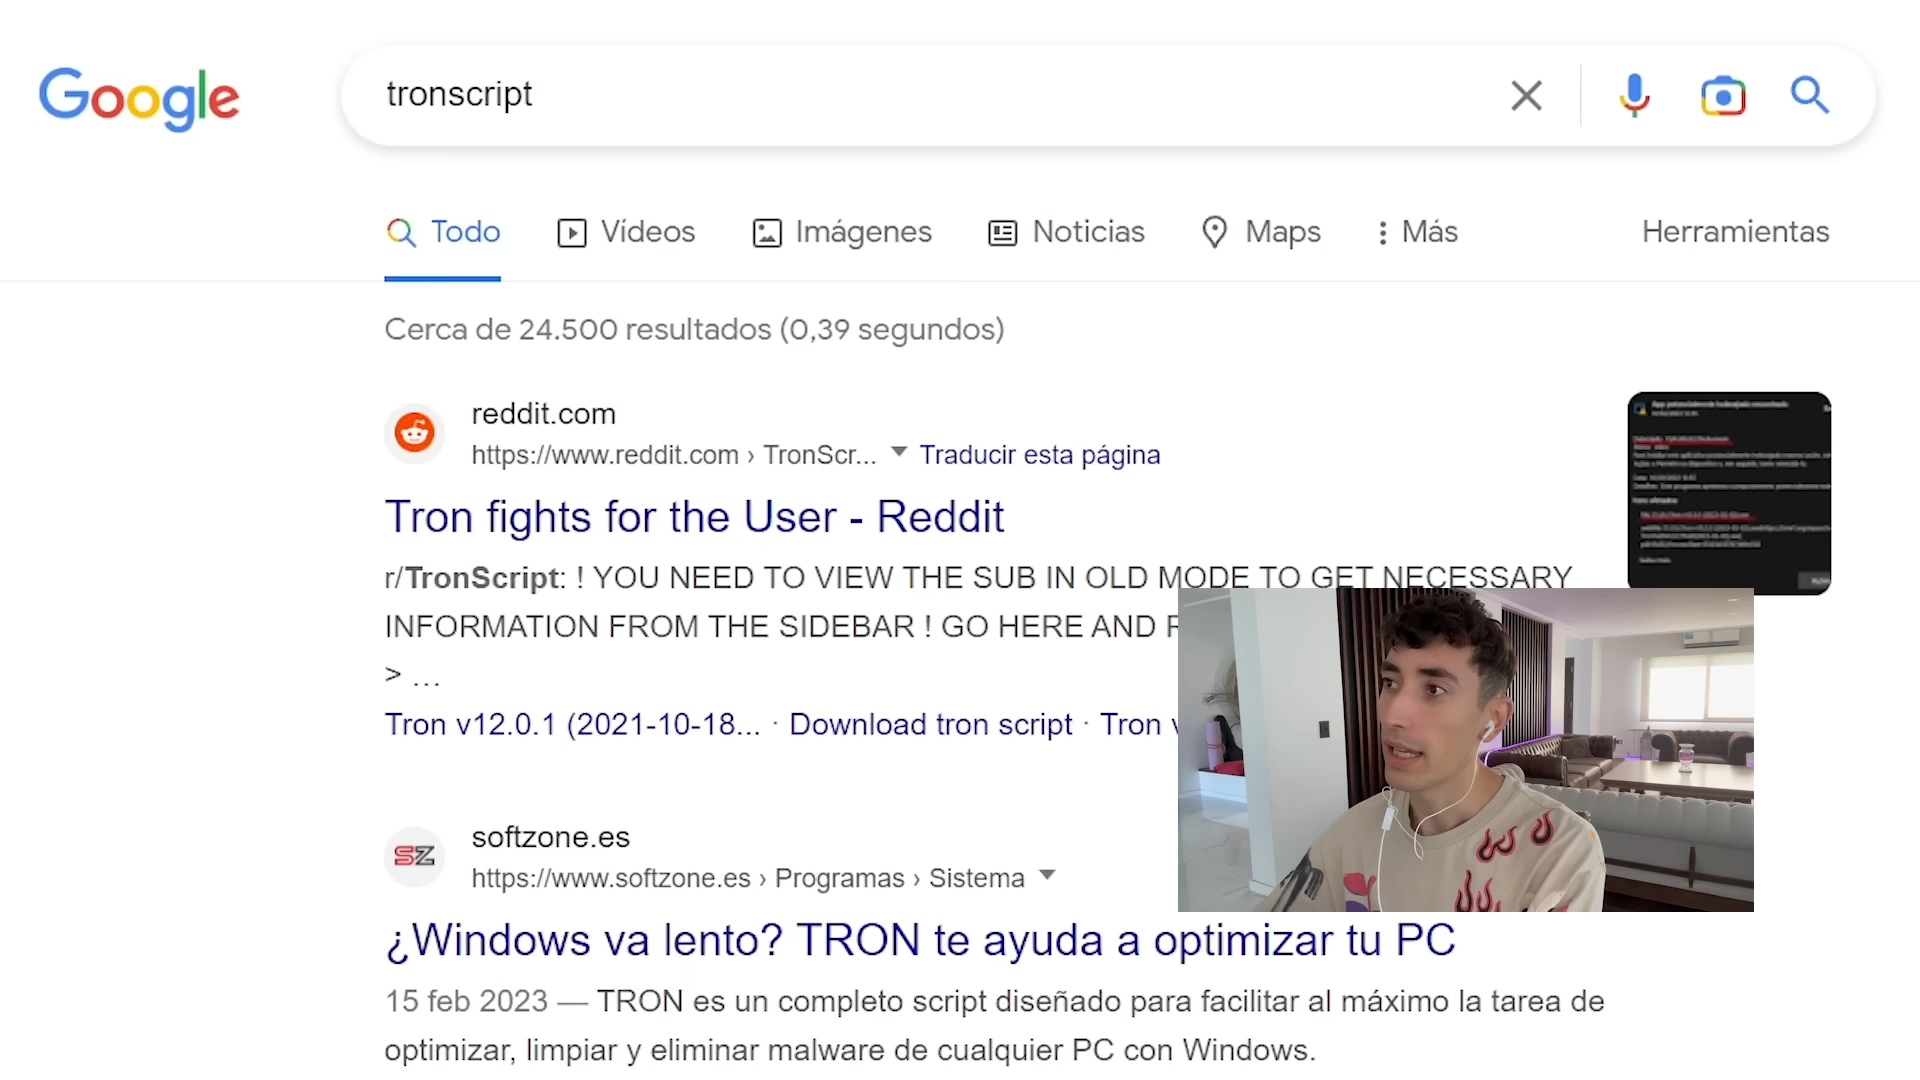 Google
tronscript
Todo
Vídeos
Imágenes
Noticias
Maps
Más
Herramientas
Cerca de 24.500 resultados (0,39 segundos)
reddit.com
https://www.reddit.com › TronScr... Traducir esta página
Tron fights for the User - Reddit
r/TronScript: ! YOU NEED TO VIEW THE SUB IN OLD MODE TO GET NECESSARY
INFORMATION FROM THE SIDEBAR ! GO HERE AND
> ...
Tron v12.0.1 (2021-10-18... · Download tron script · Tron
SZ
softzone.es
https://www.softzone.es › Programas › Sistema
¿Windows va lento? TRON te ayuda a optimizar tu PC
15 feb 2023 — TRON es un completo script diseñado para facilitar al máximo la tarea de
optimizar, limpiar y eliminar malware de cualquier PC con Windows.